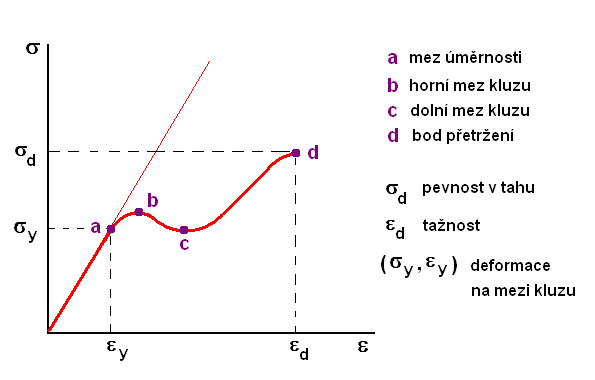 σ
σd
σy
a
b
c
d
εy
εd
ε
a mez úměrnosti
b horní mez kluzu
c dolní mez kluzu
d bod přetržení
σd pevnost v tahu
εd tažnost
(σy,εy) deformace
na mezi kluzu